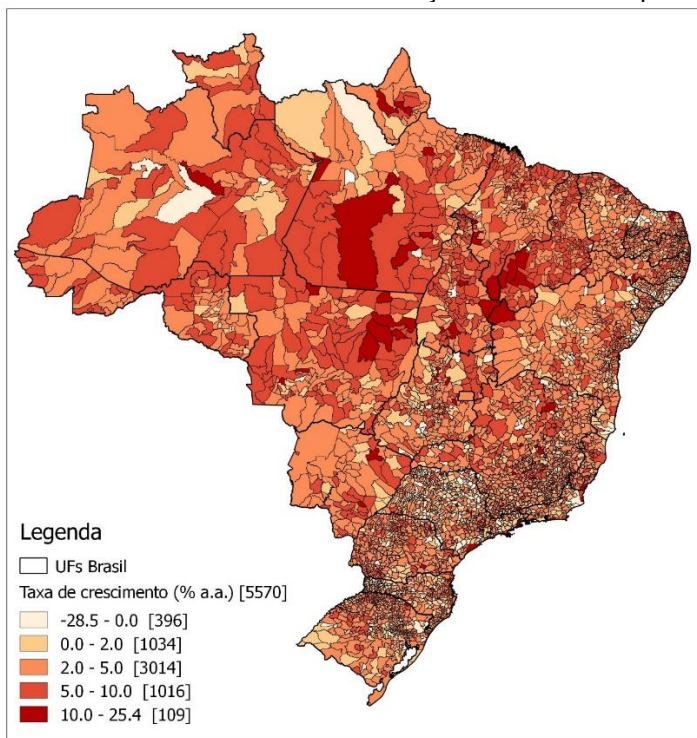 Legenda
UFs Brasil
Taxa de crescimento (% a.a.) [5570]
-28.5 - 0.0 [396]
0.0 - 2.0 [1034]
2.0 - 5.0 [3014]
5.0 - 10.0 [1016]
10.0 - 25.4 [109]